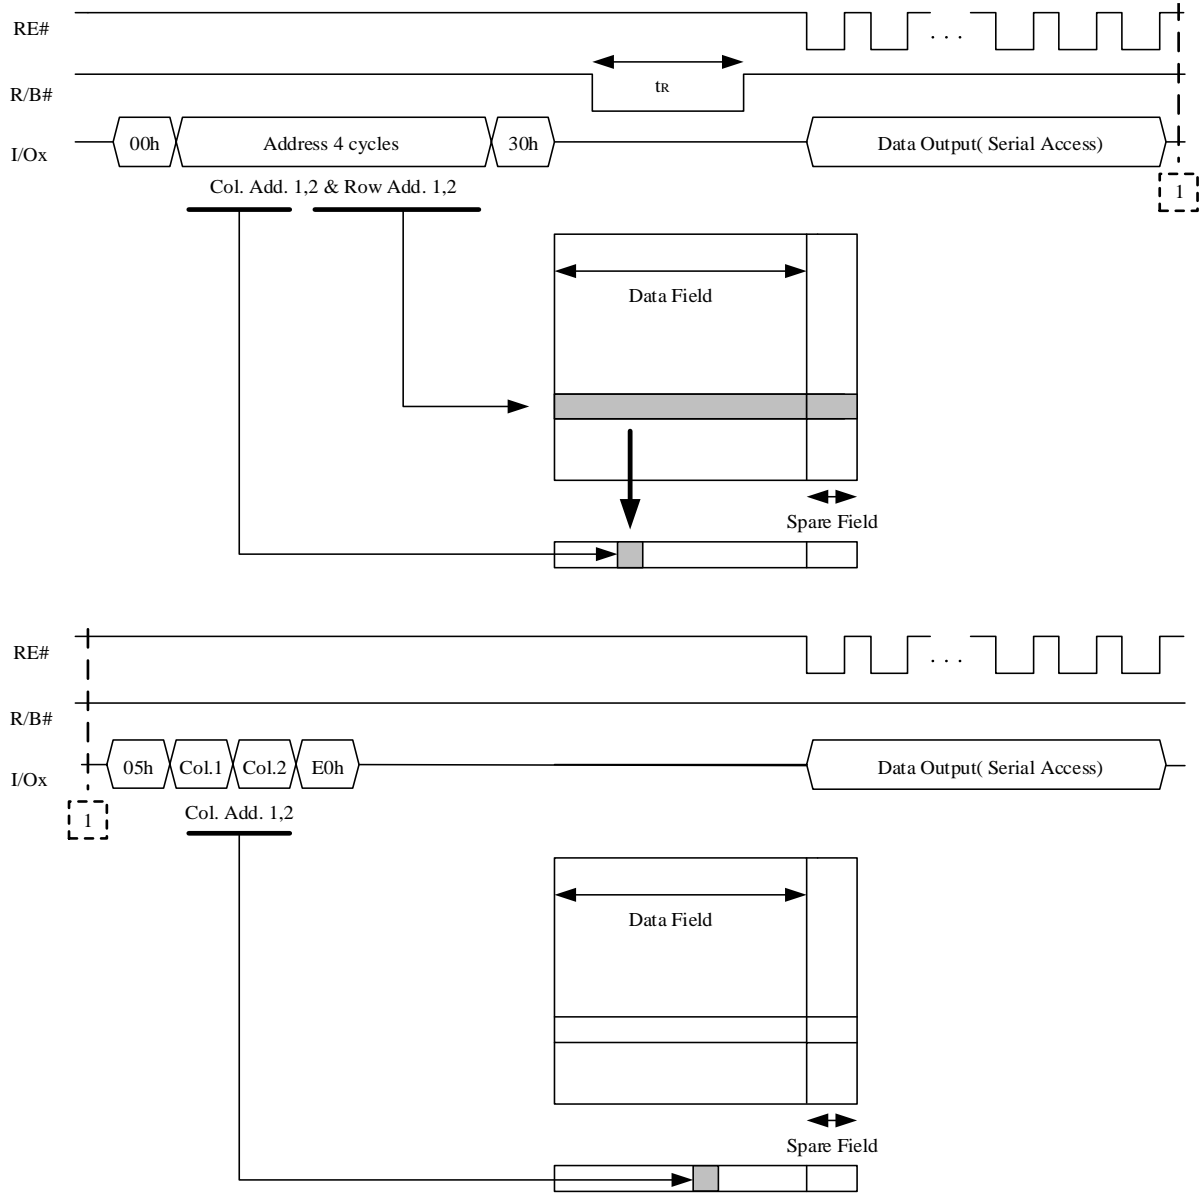 RE#
. . .
R/B#
tR
I/Ox
00h
Address 4 cycles
30h
Data Output( Serial Access)
Col. Add. 1,2 & Row Add. 1,2
1
Data Field
Spare Field
RE#
. . .
R/B#
I/Ox
05h
Col.1
Col.2
E0h
Data Output( Serial Access)
Col. Add. 1,2
1
Data Field
Spare Field